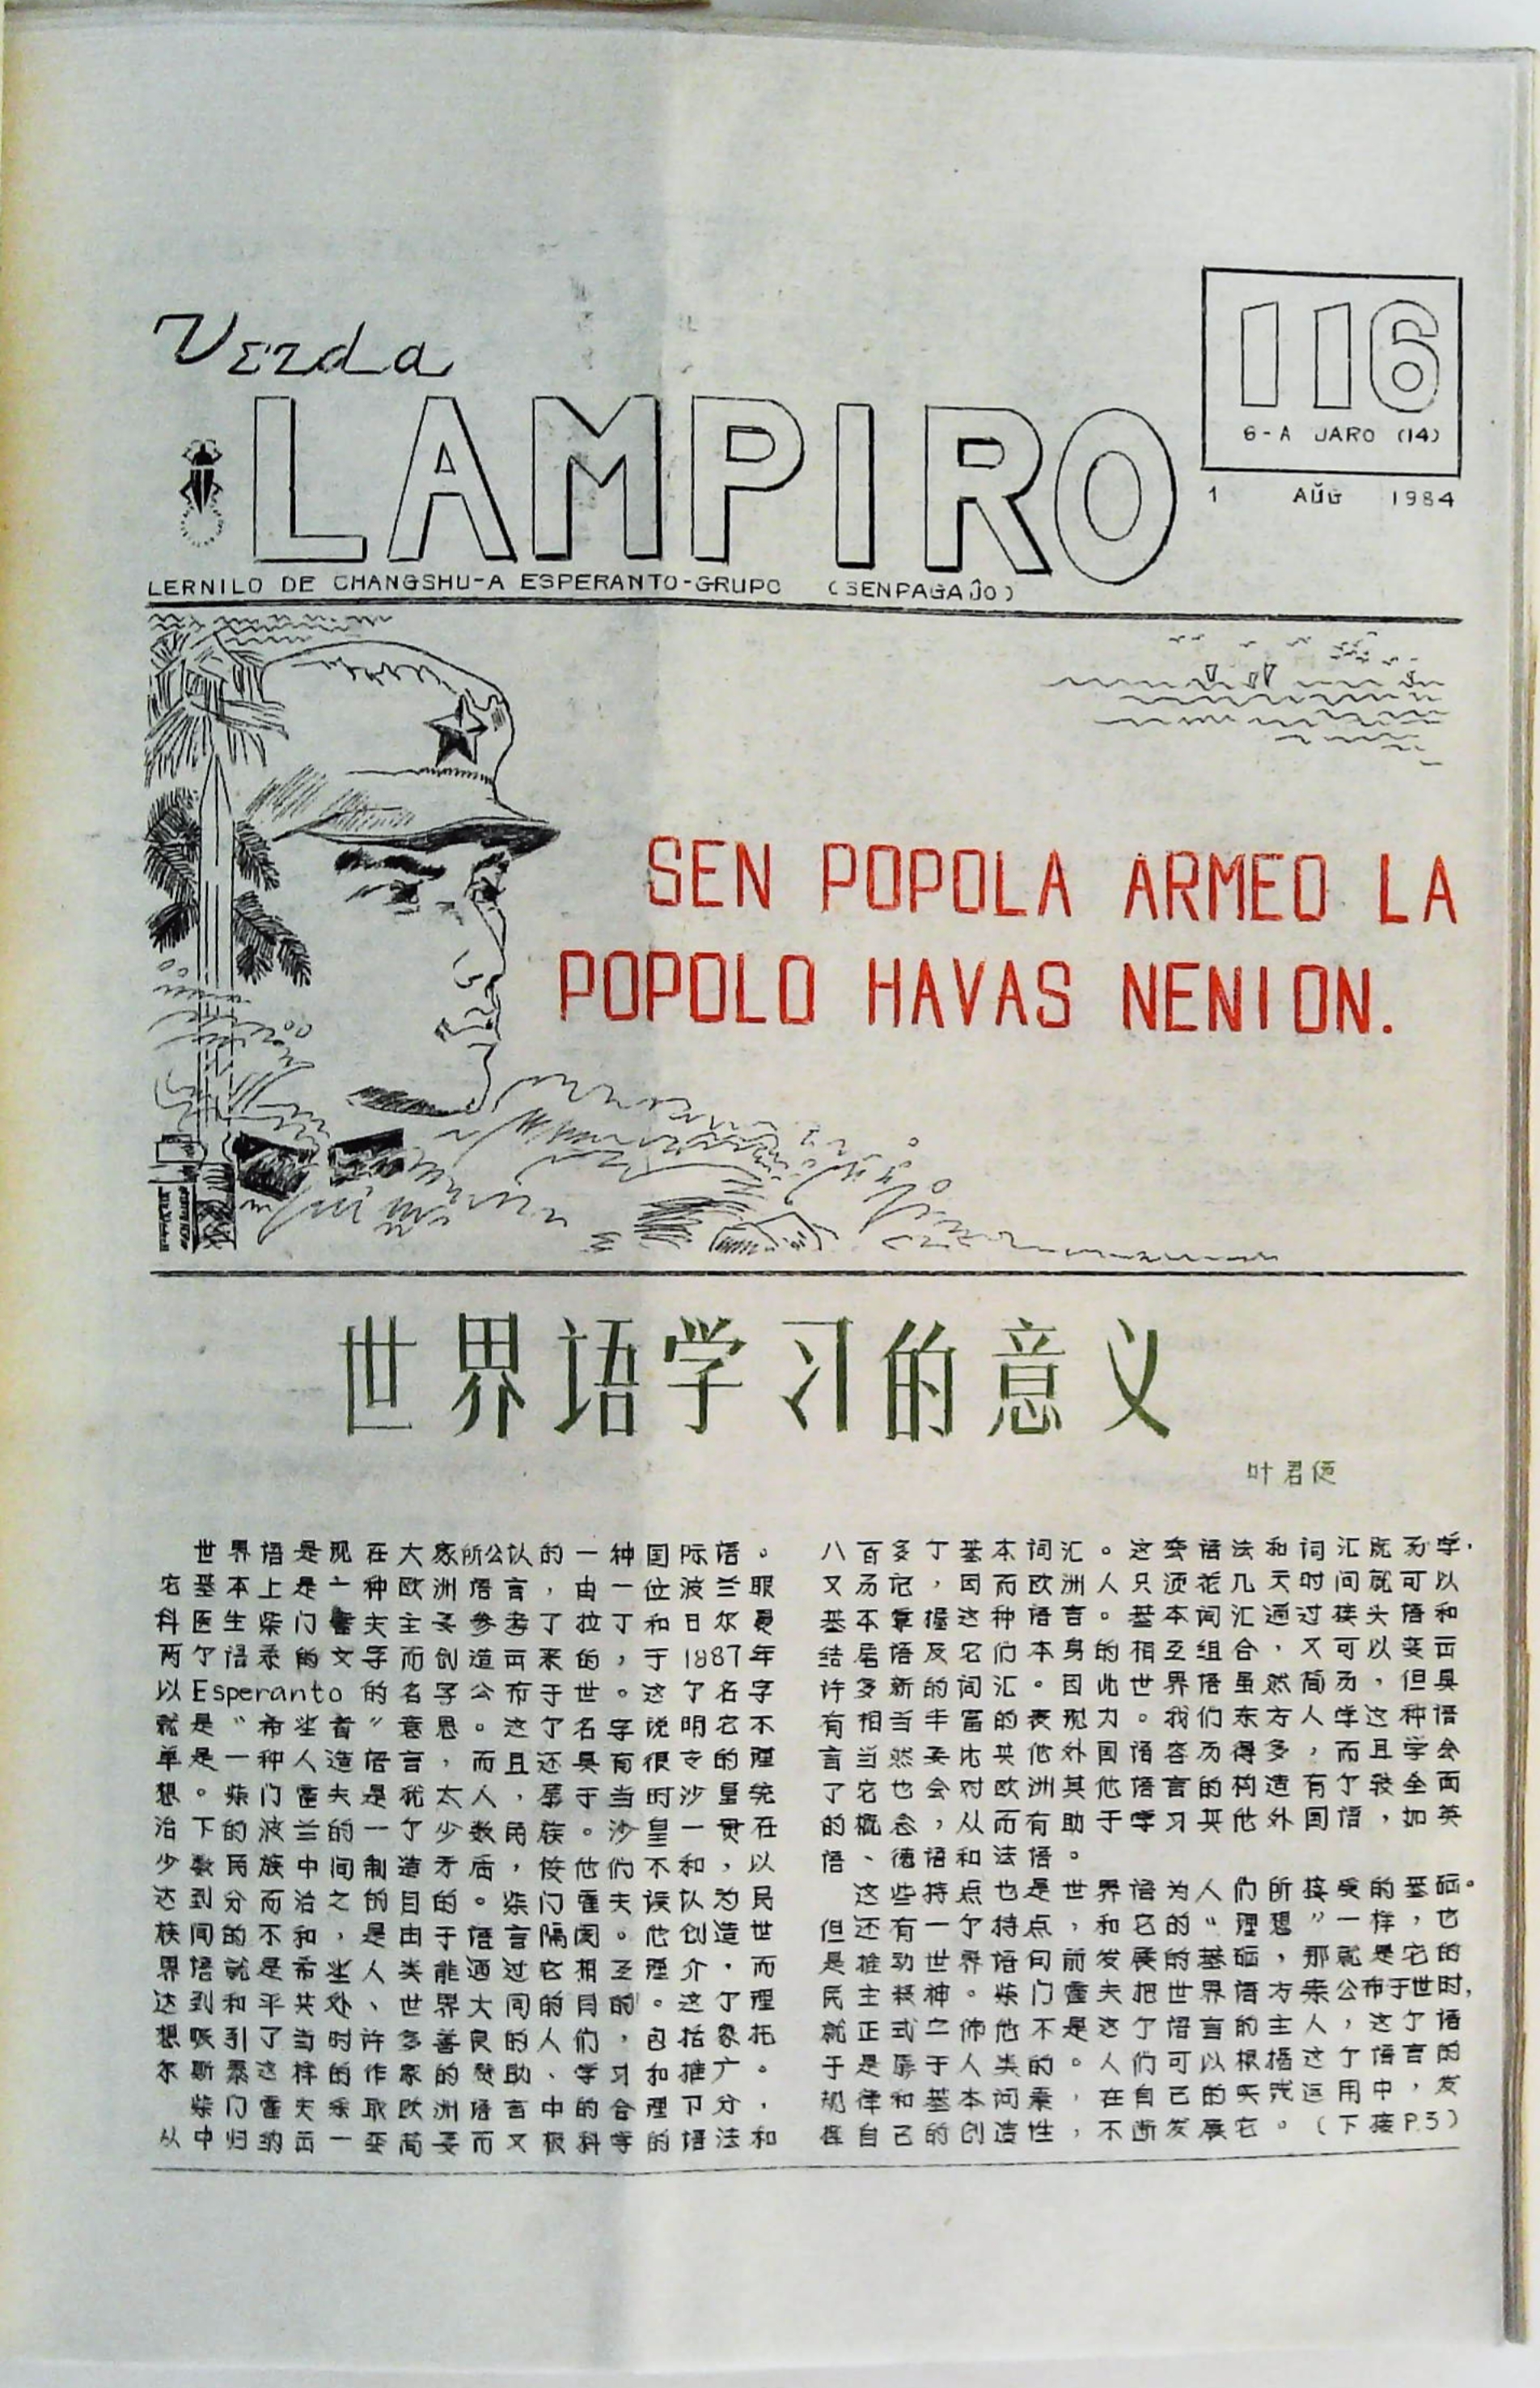 Verda
LAMPIRO
116
6-A JARO (14)
1 AŬG 1984
LERNILO DE CHANGSHU-A ESPERANTO-GRUPO (SENPAGAĴO)
SEN POPOLA ARMEO LA
POPOLO HAVAS NENION.
世界语学习的意义
叶君健
世界语是现在大家所公认的一种国际语。
它基本上是一种欧洲语言，由一位波兰眼
科医生柴门霍夫主要参考了拉丁和日尔曼
两个语系的文字而创造出来的，于1887年
以Esperanto的名字公布于世。这个名字
就是“希望者”意思。这个名字说明它不
单是一种人造语言，而且还具有很大的理
想。柴门霍夫是犹太人，属于当时沙皇统
治下的波兰的一个少数民族。沙皇一贯在
少数民族中间制造矛盾，使他们不和，以
达到分而治之的目的。柴门霍夫误认为民
族间的不和，是由于语言隔阂。他创造世
界语就是希望人类能通过它相互理介，而
达到和平共处、世界大同的目的。这个理
想吸引了当时许多善良的人们，包括象托
尔斯泰这样的作家的赞助、学习和推广。
柴门霍夫采取欧洲语言中的合理卩分，
从中归纳出一套简要而又极科学的语法和
八百多个基本词汇。这套语法和词汇既易学，
又易记，因而欧洲人只须花几天时间就可以
基本掌握这种语言。基本词汇通过接头语和
结尾语及它们本身的相互组合，又可以变出
许多新的词汇。因此世界语虽然简易，但具
有相当丰富的表现力。我们东方人学这种语
言当然要比其他外国语容易得多，而且学会
了它也会对欧洲其他语言的构造有个较全面
的概念，从而有助于学习其他外国语，如英
语、德语和法语。
这些特点也是世界语为人们所接受的基础。
但还有一个特点，和它的“理想”一样，也
是推动世界语向前发展的基础，那就是它的
民主精神。柴门霍夫把世界语方案公布于世时，
就正式宣佈他不是这个语言的主人，这个语
于是属于人类的。人们可以根据这个语言的
规律和基本词素，在自己的实践运用中，发
挥自己的创造性，不断发展它。（下接P.3）